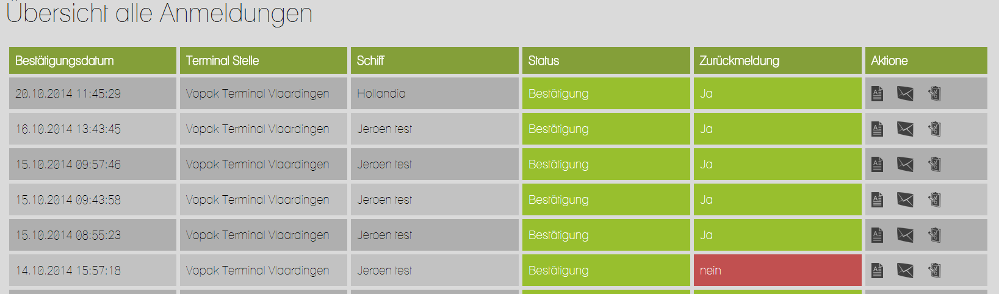 Übersicht alle Anmeldungen
Bestätigungsdatum Terminal Stelle Schiff Status Zurückmeldung Aktione
20.10.2014 11:45:29 Vopak Terminal Vlaardingen Hollandia Bestätigung Ja
16.10.2014 13:43:45 Vopak Terminal Vlaardingen Jeroen test Bestätigung Ja
15.10.2014 09:57:46 Vopak Terminal Vlaardingen Jeroen test Bestätigung Ja
15.10.2014 09:43:58 Vopak Terminal Vlaardingen Jeroen test Bestätigung Ja
15.10.2014 08:55:23 Vopak Terminal Vlaardingen Jeroen test Bestätigung Ja
14.10.2014 15:57:18 Vopak Terminal Vlaardingen Jeroen test Bestätigung nein